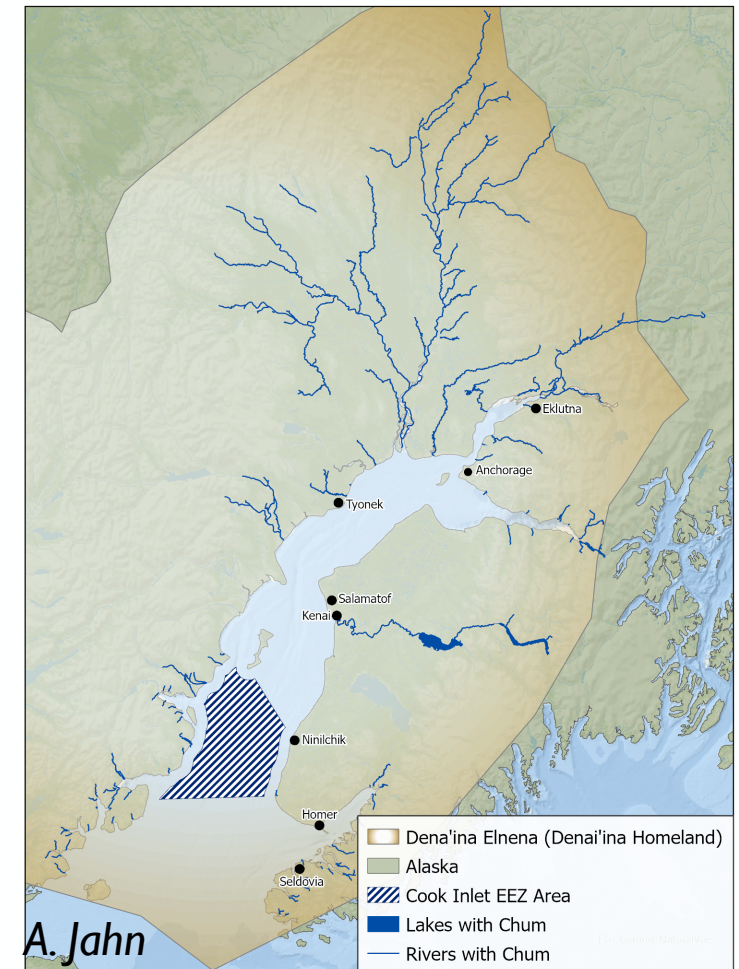 Eklutna
Anchorage
Tyonek
Salamatof
Kenai
Ninilchik
Homer
Seldovia
Dena'ina Elnena (Denai'ina Homeland)
Alaska
Cook Inlet EEZ Area
Lakes with Chum
Rivers with Chum
A. Jahn